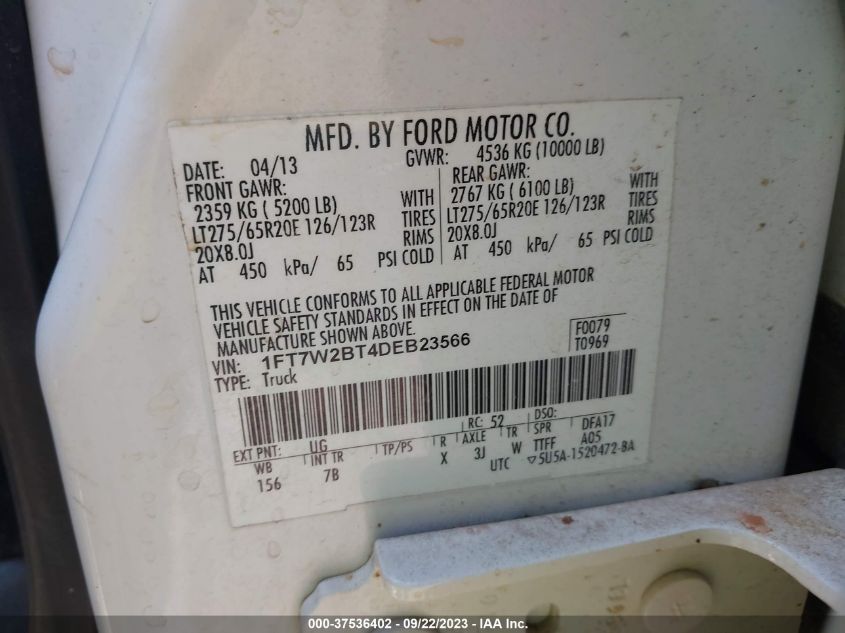 MFD. BY FORD MOTOR CO.
DATE: 04/13 GVWR: 4536 KG (10000 LB)
FRONT GAWR: REAR GAWR:
2359 KG ( 5200 LB) WITH 2767 KG ( 6100 LB) WITH
LT275/65R20E 126/123R TIRES LT275/65R20E 126/123R TIRES
20X8.0J RIMS 20X8.0J RIMS
AT 450 kPa/ 65 PSI COLD AT 450 kPa/ 65 PSI COLD
THIS VEHICLE CONFORMS TO ALL APPLICABLE FEDERAL MOTOR
VEHICLE SAFETY STANDARDS IN EFFECT ON THE DATE OF
MANUFACTURE SHOWN ABOVE.
VIN: 1FT7W2BT4DEB23566 F0079
TYPE: Truck T0969
EXT PNT: UG RC: 52 DSO:
WB INT TR TP/PS R AXLE TR SPR DFA17
156 7B X 3J W TTFF A05
UTC ▽5U5A-1520472-BA
000-37536402 - 09/22/2023 -